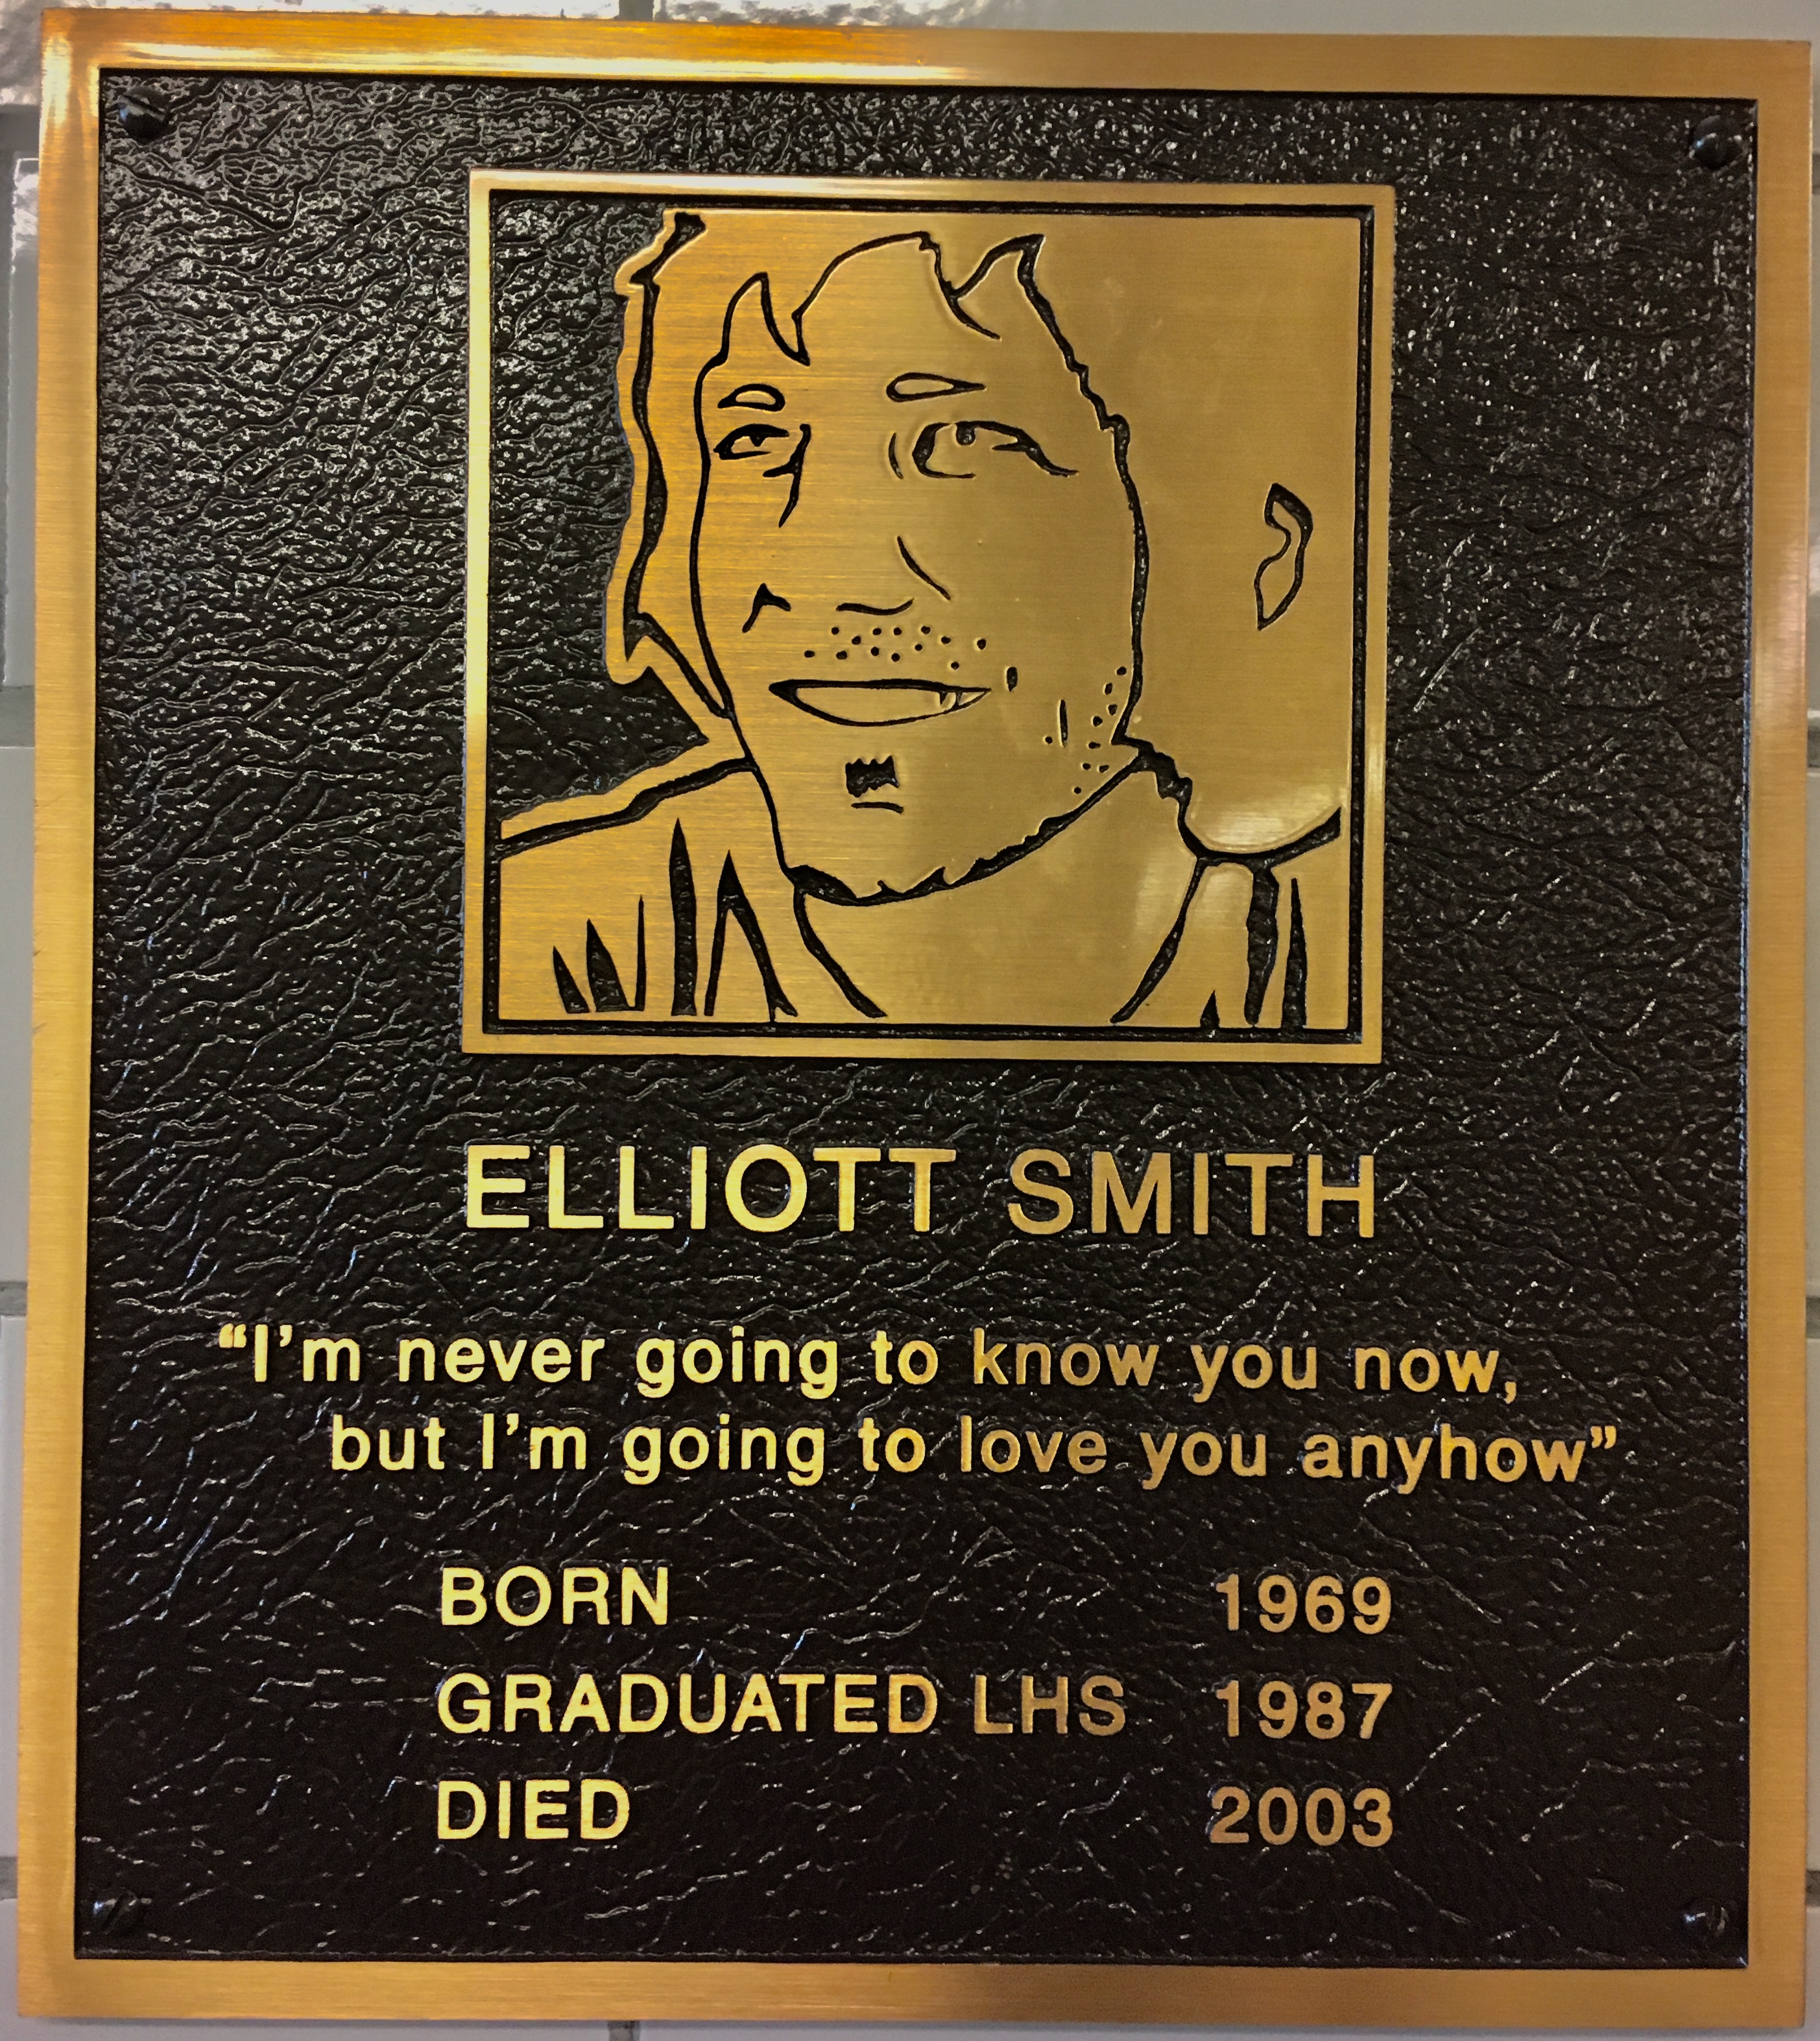 ELLIOTT SMITH
“I’m never going to know you now,
but I’m going to love you anyhow”
BORN 1969
GRADUATED LHS 1987
DIED 2003